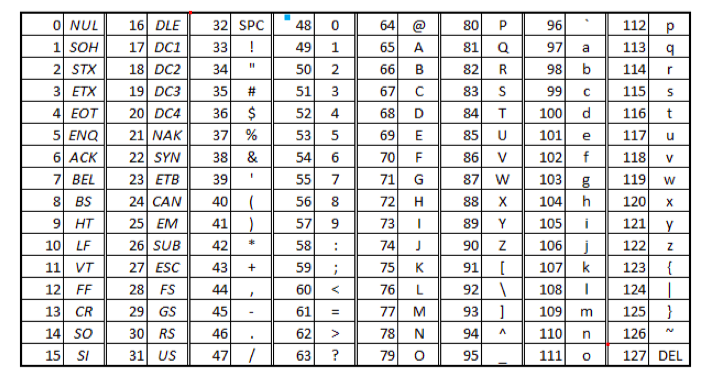 0 NUL 16 DLE 32 SPC 48 0 64 @ 80 P 96 ` 112 p
1 SOH 17 DC1 33 ! 49 1 65 A 81 Q 97 a 113 q
2 STX 18 DC2 34 " 50 2 66 B 82 R 98 b 114 r
3 ETX 19 DC3 35 # 51 3 67 C 83 S 99 c 115 s
4 EOT 20 DC4 36 $ 52 4 68 D 84 T 100 d 116 t
5 ENQ 21 NAK 37 % 53 5 69 E 85 U 101 e 117 u
6 ACK 22 SYN 38 & 54 6 70 F 86 V 102 f 118 v
7 BEL 23 ETB 39 ' 55 7 71 G 87 W 103 g 119 w
8 BS 24 CAN 40 ( 56 8 72 H 88 X 104 h 120 x
9 HT 25 EM 41 ) 57 9 73 I 89 Y 105 i 121 y
10 LF 26 SUB 42 * 58 : 74 J 90 Z 106 j 122 z
11 VT 27 ESC 43 + 59 ; 75 K 91 [ 107 k 123 {
12 FF 28 FS 44 , 60 < 76 L 92 \ 108 l 124 |
13 CR 29 GS 45 - 61 = 77 M 93 ] 109 m 125 }
14 SO 30 RS 46 . 62 > 78 N 94 ^ 110 n 126 ~
15 SI 31 US 47 / 63 ? 79 O 95 _ 111 o 127 DEL